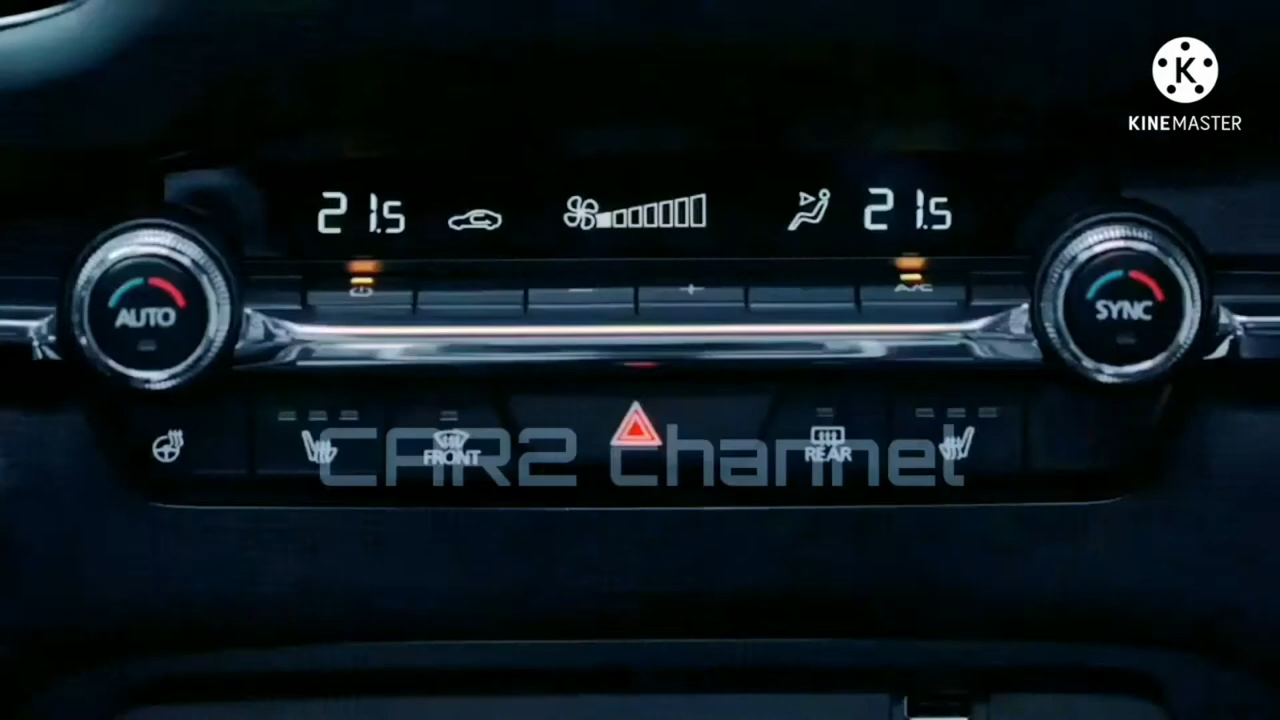 K
KINEMASTER
21.5 21.5
AUTO
− + A/C
SYNC
FRONT REAR
CAR2 Channel